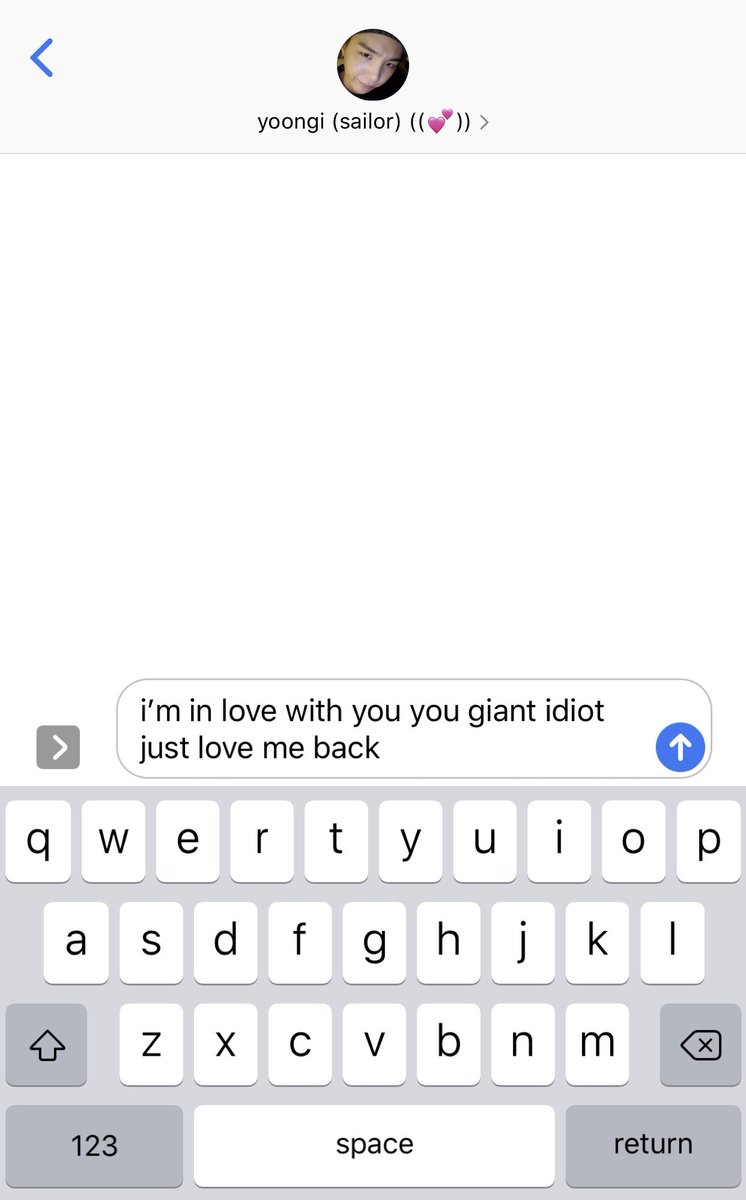 yoongi (sailor) ((💕))
i’m in love with you you giant idiot
just love me back
q w e r t y u i o p
a s d f g h j k l
z x c v b n m
123 space return